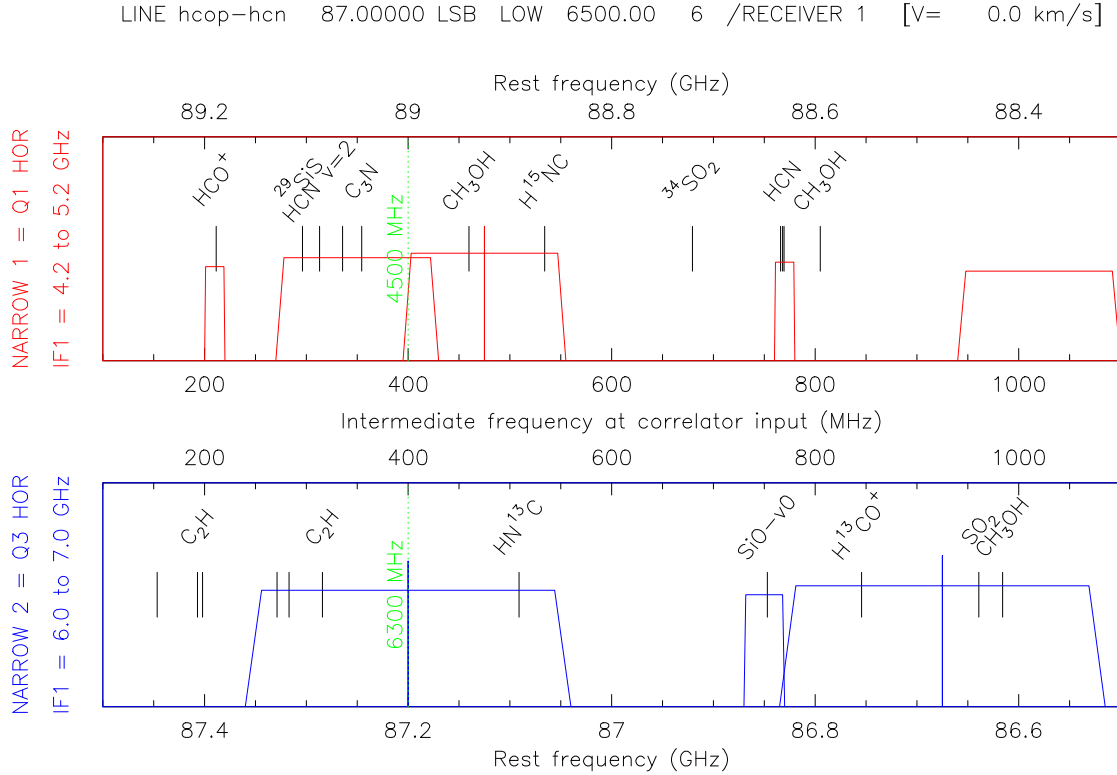 LINE hcop-hcn 87.00000 LSB LOW 6500.00 6 /RECEIVER 1 [V= 0.0 km/s]
Rest frequency (GHz)
89.2 89 88.8 88.6 88.4
NARROW 1 = Q1 HOR
IF1 = 4.2 to 5.2 GHz
HCO⁺
²⁹SiS
HCN v=2
C₃N
4500 MHz
CH₃OH
H¹⁵NC
³⁴SO₂
HCN
CH₃OH
200 400 600 800 1000
Intermediate frequency at correlator input (MHz)
200 400 600 800 1000
NARROW 2 = Q3 HOR
IF1 = 6.0 to 7.0 GHz
C₂H
C₂H
6300 MHz
HN¹³C
SiO-v0
H¹³CO⁺
SO₂
CH₃OH
87.4 87.2 87 86.8 86.6
Rest frequency (GHz)